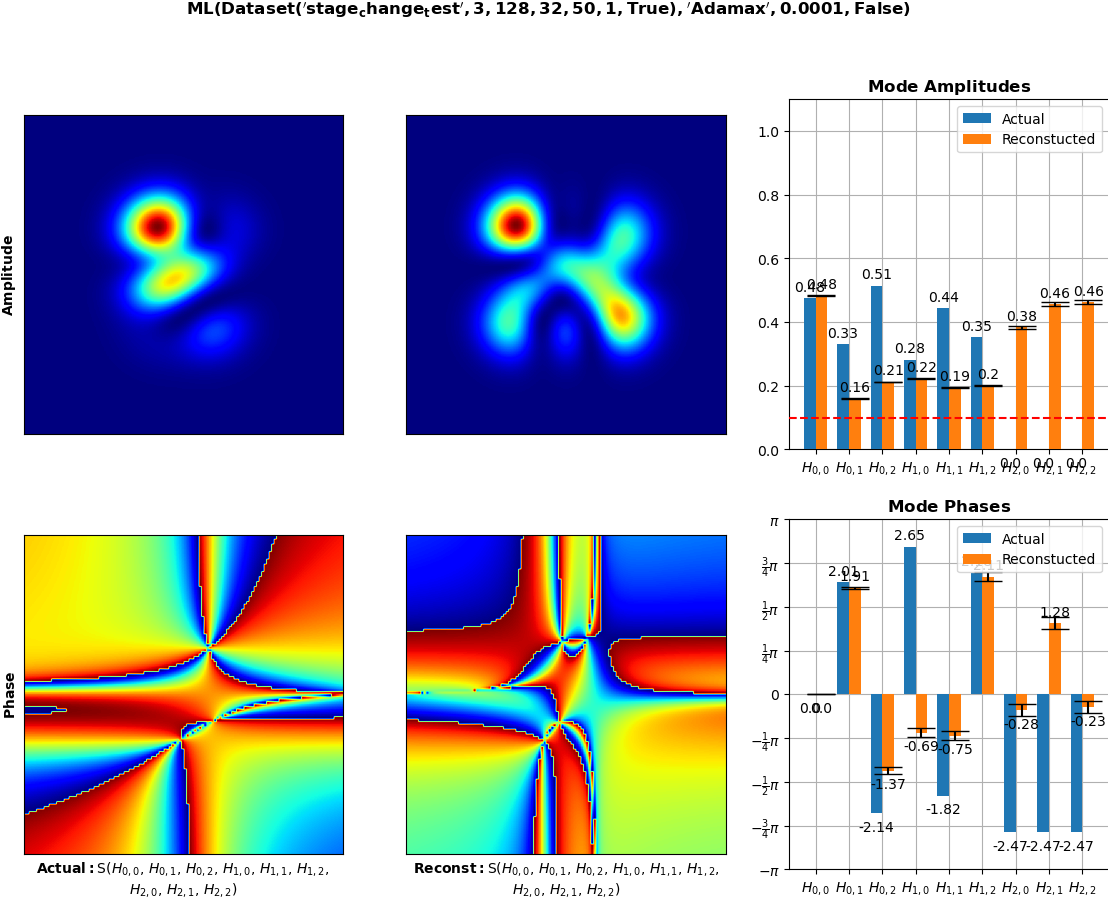 ML(Dataset('stage_change_test', 3, 128, 32, 50, 1, True), 'Adamax', 0.0001, False)
Amplitude
Mode Amplitudes
Actual
Reconstucted
1.0
0.8
0.6
0.4
0.2
0.0
0.48
0.48
0.33
0.16
0.51
0.21
0.28
0.22
0.44
0.19
0.35
0.2
0.0
0.38
0.0
0.46
0.0
0.46
H0,0 H0,1 H0,2 H1,0 H1,1 H1,2 H2,0 H2,1 H2,2
Phase
Actual: S(H0,0, H0,1, H0,2, H1,0, H1,1, H1,2,
H2,0, H2,1, H2,2)
Reconst: S(H0,0, H0,1, H0,2, H1,0, H1,1, H1,2,
H2,0, H2,1, H2,2)
Mode Phases
Actual
Reconstucted
π
3/4π
1/2π
1/4π
0
−1/4π
−1/2π
−3/4π
−π
0.0
0.0
2.01
1.91
-2.14
-1.37
2.65
-0.69
-1.82
-0.75
2.11
-2.47
-0.28
-2.47
1.28
-2.47
-0.23
H0,0 H0,1 H0,2 H1,0 H1,1 H1,2 H2,0 H2,1 H2,2